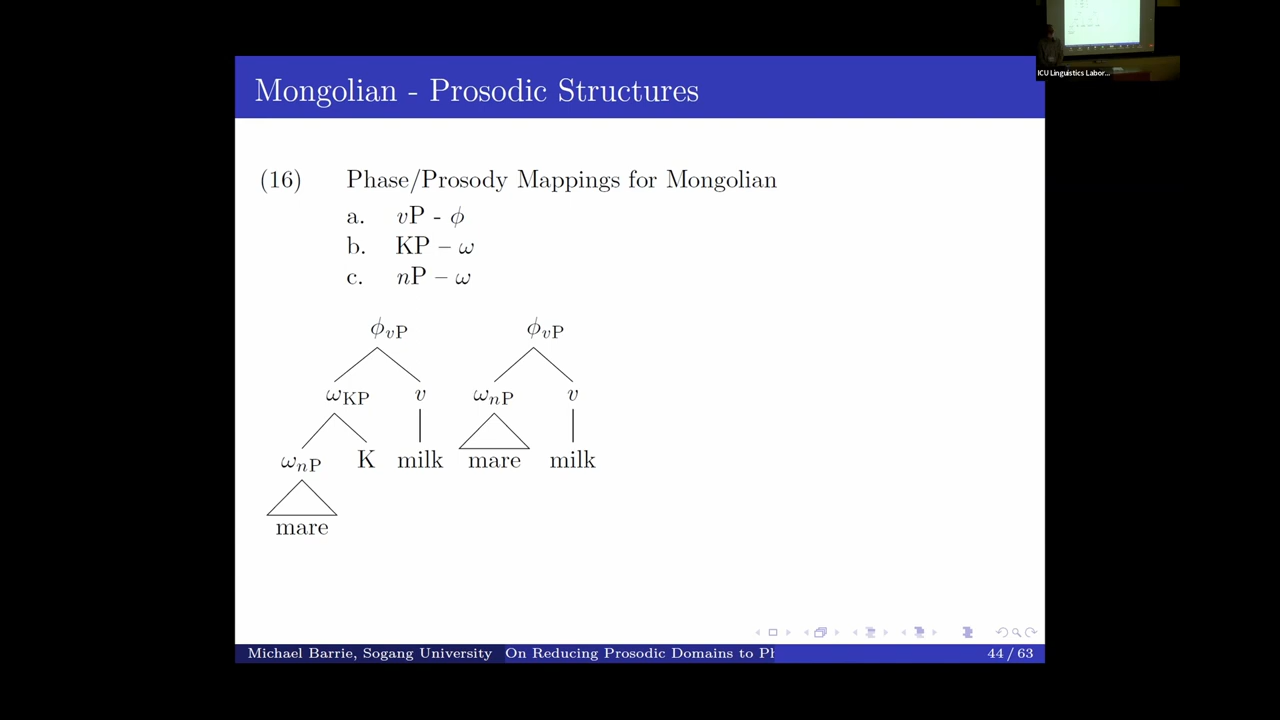 ICU Linguistics Labor...
Mongolian - Prosodic Structures
(16) Phase/Prosody Mappings for Mongolian
a. vP - ϕ
b. KP – ω
c. nP – ω
ϕvP ϕvP
ωKP v ωnP v
ωnP K milk mare milk
mare
Michael Barrie, Sogang University On Reducing Prosodic Domains to Ph 44 / 63